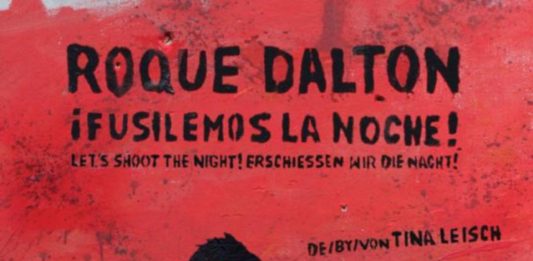 ROQUE DALTON
¡FUSILEMOS LA NOCHE!
LET'S SHOOT THE NIGHT! ERSCHIESSEN WIR DIE NACHT!
DE/BY/VON TINA LEISCH